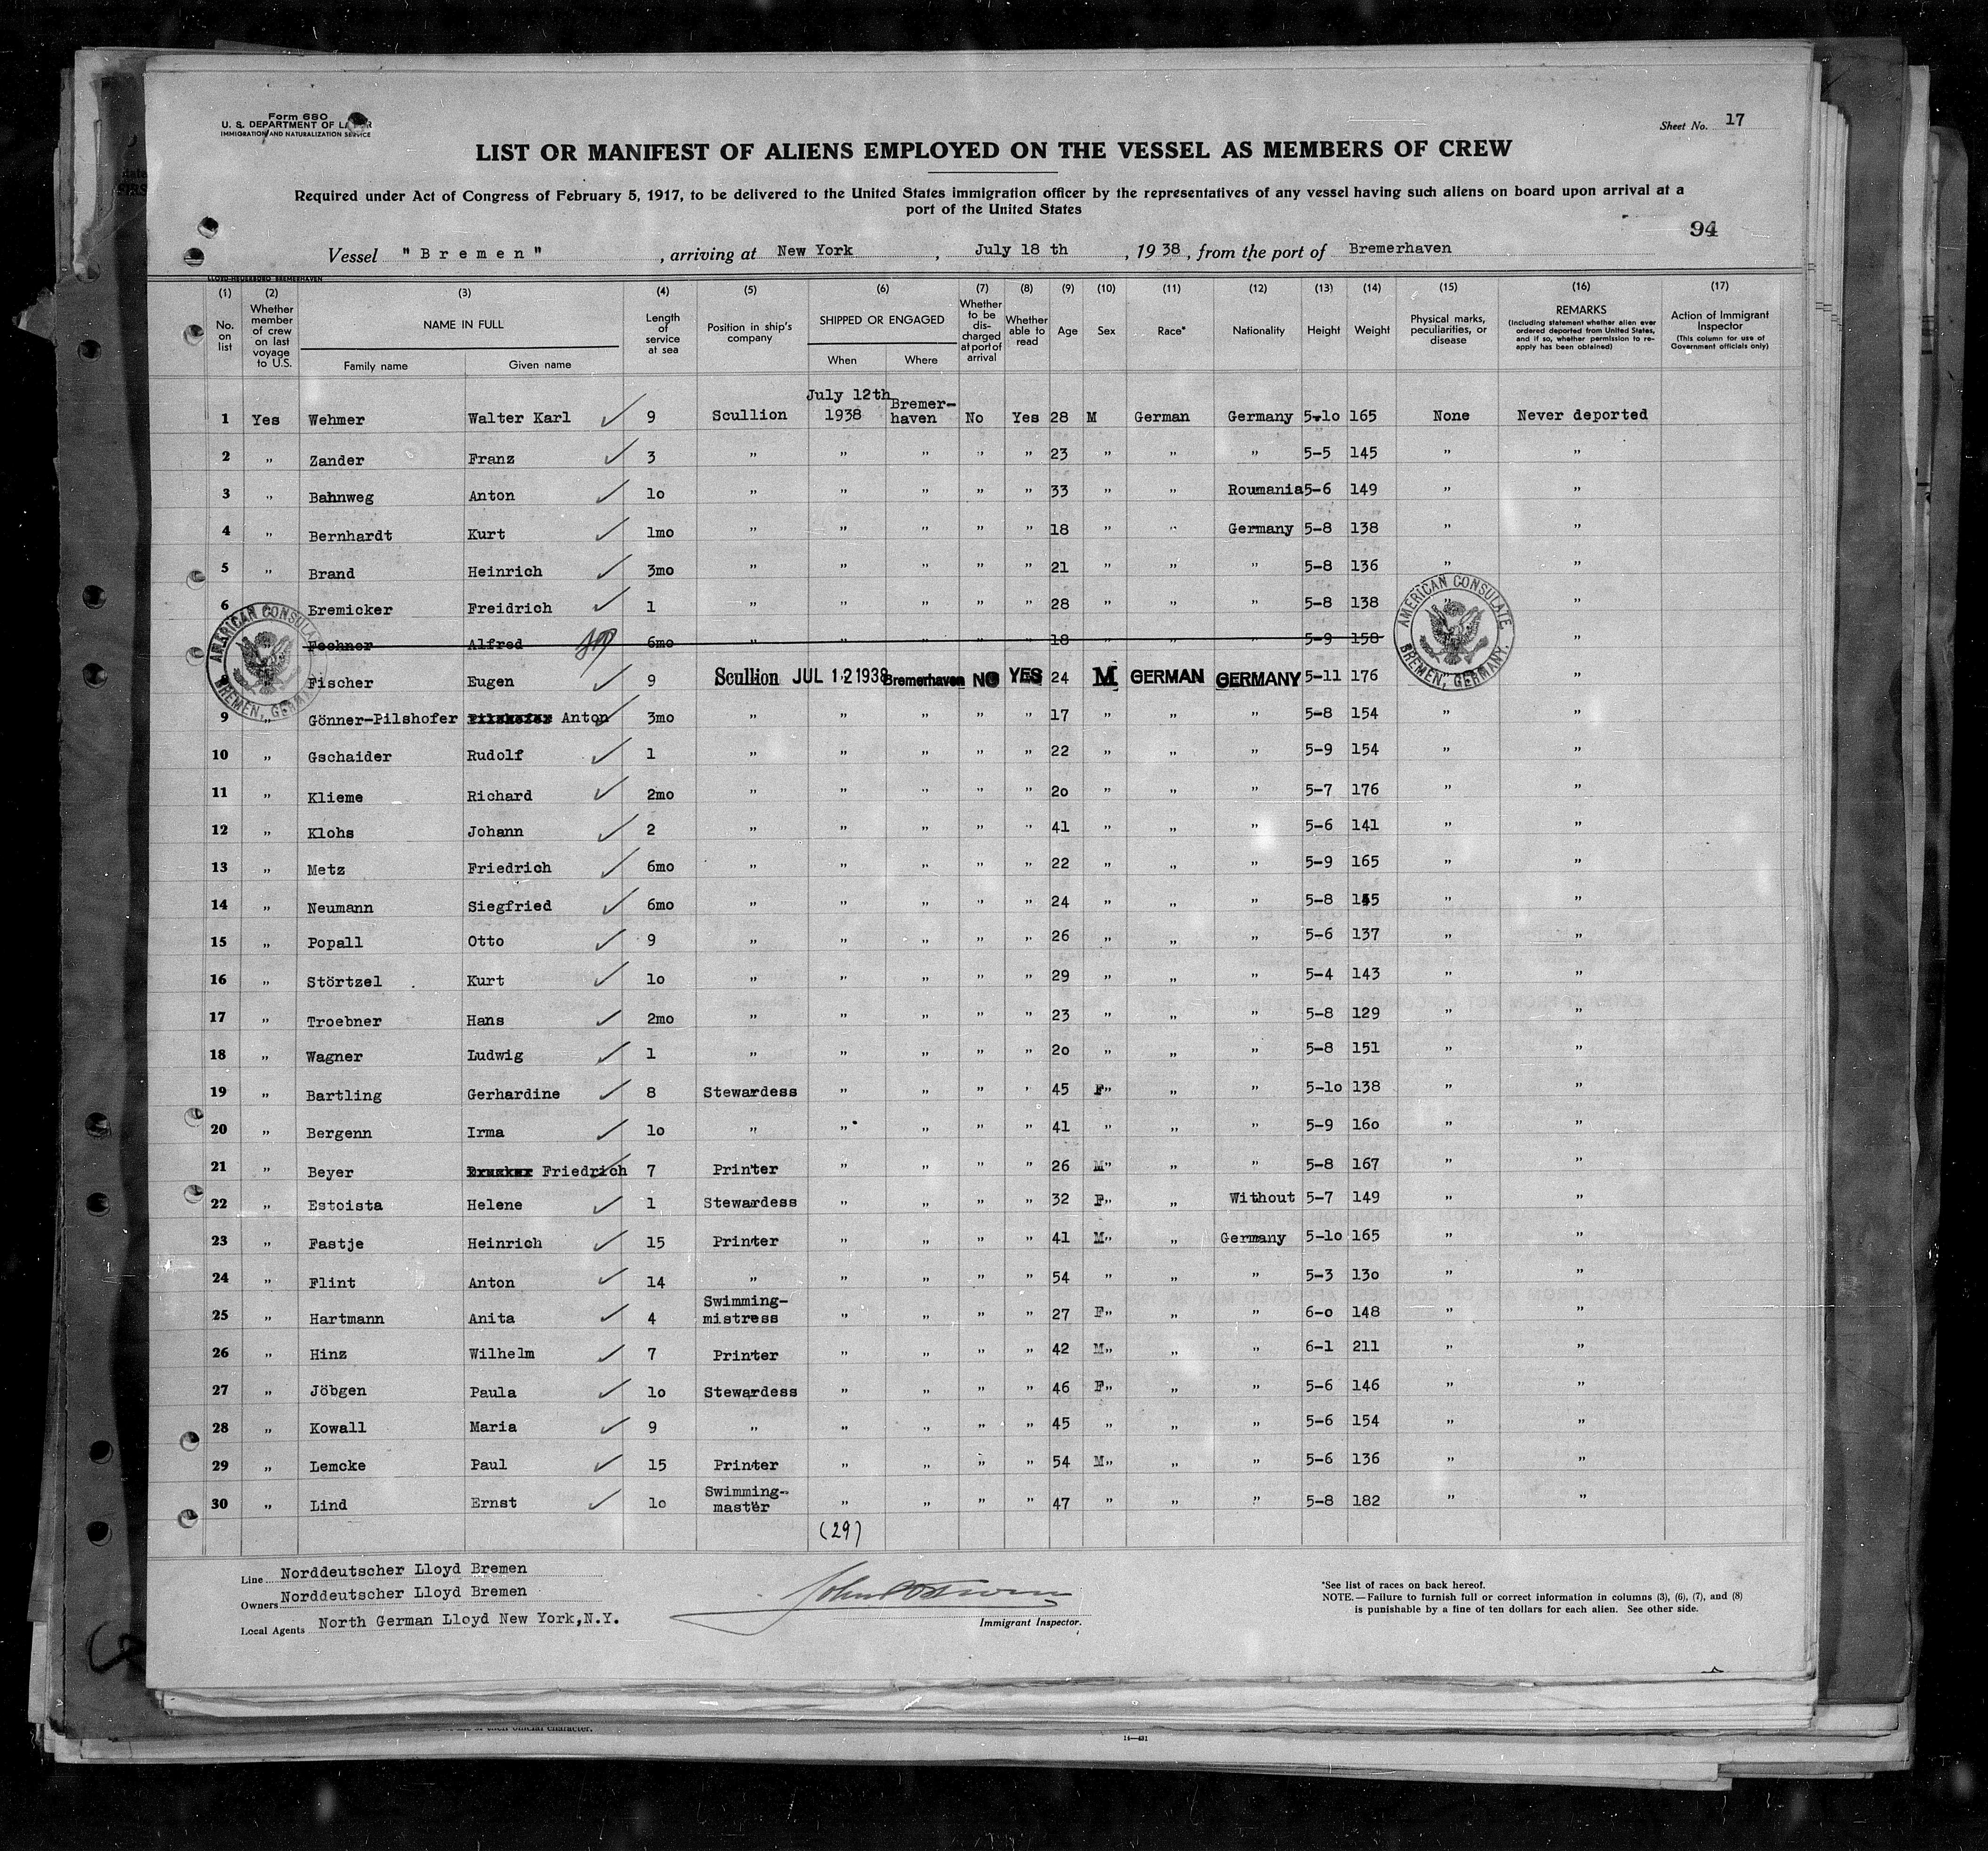 Form 680
U. S. DEPARTMENT OF LABOR
IMMIGRATION AND NATURALIZATION SERVICE
Sheet No. 17
LIST OR MANIFEST OF ALIENS EMPLOYED ON THE VESSEL AS MEMBERS OF CREW
Required under Act of Congress of February 5, 1917, to be delivered to the United States immigration officer by the representatives of any vessel having such aliens on board upon arrival at a
port of the United States
94
Vessel "Bremen", arriving at New York, July 18 th, 1938, from the port of Bremerhaven
(1) (2) (3) (4) (5) (6) (7) (8) (9) (10) (11) (12) (13) (14) (15) (16) (17)
No. on list
Whether member of crew on last voyage to U.S.
NAME IN FULL
Family name
Given name
Length of service at sea
Position in ship's company
SHIPPED OR ENGAGED
When
Where
Whether to be discharged at port of arrival
Whether able to read
Age
Sex
Race*
Nationality
Height
Weight
Physical marks, peculiarities, or disease
REMARKS
(Including statement whether alien ever ordered deported from United States, and if so, whether permission to reapply has been obtained)
Action of Immigrant Inspector
(This column for use of Government officials only)
1 Yes Wehmer Walter Karl ✓ 9 Scullion July 12th 1938 Bremerhaven No Yes 28 M German Germany 5-10 165 None Never deported
2 " Zander Franz ✓ 3 " " " " " 23 " " " 5-5 145 " "
3 " Bahnweg Anton ✓ 1o " " " " " 33 " " Roumania 5-6 149 " "
4 " Bernhardt Kurt ✓ 1mo " " " " " 18 " " Germany 5-8 138 " "
5 " Brand Heinrich ✓ 3mo " " " " " 21 " " " 5-8 136 " "
6 Bremicker Freidrich ✓ 1 " " " " " 28 " " " 5-8 138 " "
Fechner Alfred 6mo " " " " " 18 " " " 5-9 158 "
Fischer Eugen ✓ 9 Scullion JUL 12 1938 Bremerhaven NO YES 24 M GERMAN GERMANY 5-11 176 "
9 " Gönner-Pilshofer Pilshofer Anton ✓ 3mo " " " " " 17 " " " 5-8 154 " "
10 " Gschaider Rudolf ✓ 1 " " " " " 22 " " " 5-9 154 " "
11 " Klieme Richard ✓ 2mo " " " " " 2o " " " 5-7 176 " "
12 " Klohs Johann ✓ 2 " " " " " 41 " " " 5-6 141 " "
13 " Metz Friedrich ✓ 6mo " " " " " 22 " " " 5-9 165 " "
14 " Neumann Siegfried ✓ 6mo " " " " " 24 " " " 5-8 145 " "
15 " Popall Otto ✓ 9 " " " " " 26 " " " 5-6 137 " "
16 " Störtzel Kurt ✓ 1o " " " " " 29 " " " 5-4 143 " "
17 " Troebner Hans ✓ 2mo " " " " " 23 " " " 5-8 129 " "
18 " Wagner Ludwig ✓ 1 " " " " " 2o " " " 5-8 151 " "
19 " Bartling Gerhardine ✓ 8 Stewardess " " " " 45 F" " " 5-1o 138 " "
20 " Bergenn Irma ✓ 1o " " " " " 41 " " " 5-9 16o " "
21 " Beyer Friedrich ✓ 7 Printer " " " " 26 M" " " 5-8 167 " "
22 " Estoista Helene ✓ 1 Stewardess " " " " 32 F" " Without 5-7 149 " "
23 " Fastje Heinrich ✓ 15 Printer " " " " 41 M" " Germany 5-1o 165 " "
24 " Flint Anton ✓ 14 " " " " " 54 " " " 5-3 13o " "
25 " Hartmann Anita ✓ 4 Swimming-mistress " " " " 27 F" " " 6-o 148 " "
26 " Hinz Wilhelm ✓ 7 Printer " " " " 42 M" " " 6-1 211 " "
27 " Jöbgen Paula ✓ 1o Stewardess " " " " 46 F" " " 5-6 146 " "
28 " Kowall Maria ✓ 9 " " " " " 45 " " " 5-6 154 " "
29 " Lemcke Paul ✓ 15 Printer " " " " 54 M" " " 5-6 136 " "
30 " Lind Ernst ✓ 1o Swimming-master " " " " 47 " " " 5-8 182 " "
(29)
AMERICAN CONSULATE BREMEN, GERMANY.
AMERICAN CONSULATE BREMEN, GERMANY.
Line Norddeutscher Lloyd Bremen
Owners Norddeutscher Lloyd Bremen
Local Agents North German Lloyd New York, N.Y.
Immigrant Inspector.
*See list of races on back hereof.
NOTE.—Failure to furnish full or correct information in columns (3), (6), (7), and (8)
is punishable by a fine of ten dollars for each alien. See other side.